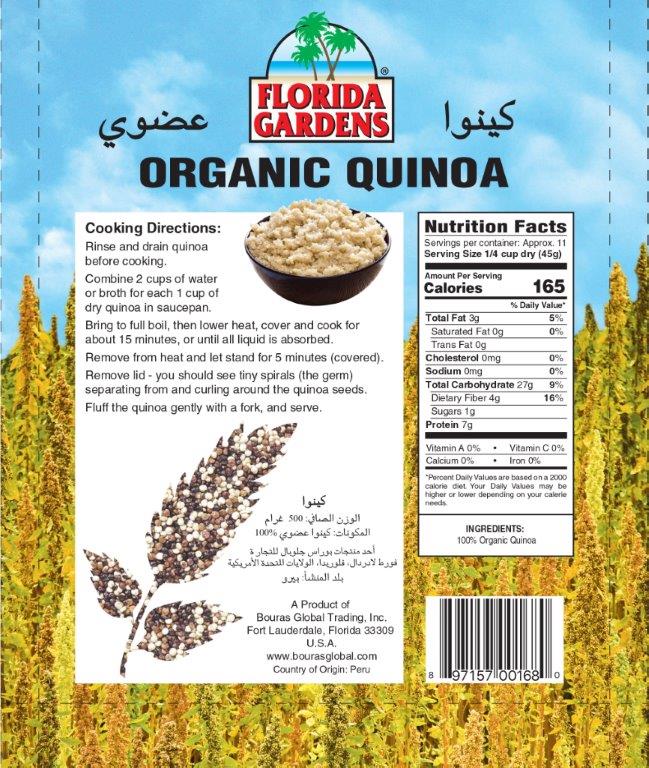 ®
FLORIDA
GARDENS
كينوا
عضوي
ORGANIC QUINOA
Cooking Directions:
Rinse and drain quinoa
before cooking.
Combine 2 cups of water
or broth for each 1 cup of
dry quinoa in saucepan.
Bring to full boil, then lower heat, cover and cook for
about 15 minutes, or until all liquid is absorbed.
Remove from heat and let stand for 5 minutes (covered).
Remove lid - you should see tiny spirals (the germ)
separating from and curling around the quinoa seeds.
Fluff the quinoa gently with a fork, and serve.
كينوا
الوزن الصافي: 500 غرام
المكونات: كينوا عضوي %100
أحد منتجات بوراس جلوبال للتجارة
فورط لادردال، فلوريدا، الولايات المتحدة الأمريكية
بلد المنشأ: بيرو
A Product of
Bouras Global Trading, Inc.
Fort Lauderdale, Florida 33309
U.S.A.
www.bourasglobal.com
Country of Origin: Peru
Nutrition Facts
Servings per container: Approx. 11
Serving Size 1/4 cup dry (45g)
Amount Per Serving
Calories 165
% Daily Value*
Total Fat 3g 5%
Saturated Fat 0g 0%
Trans Fat 0g
Cholesterol 0mg 0%
Sodium 0mg 0%
Total Carbohydrate 27g 9%
Dietary Fiber 4g 16%
Sugars 1g
Protein 7g
Vitamin A 0% • Vitamin C 0%
Calcium 0% • Iron 0%
*Percent Daily Values are based on a 2000
calorie diet. Your Daily Values may be
higher or lower depending on your calerie
needs.
INGREDIENTS:
100% Organic Quinoa
8 97157 00168 0